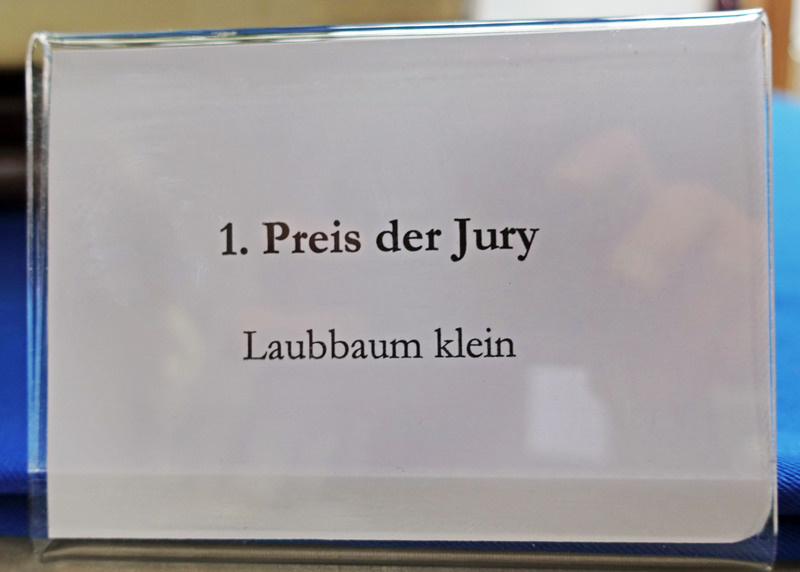 1. Preis der Jury
Laubbaum klein